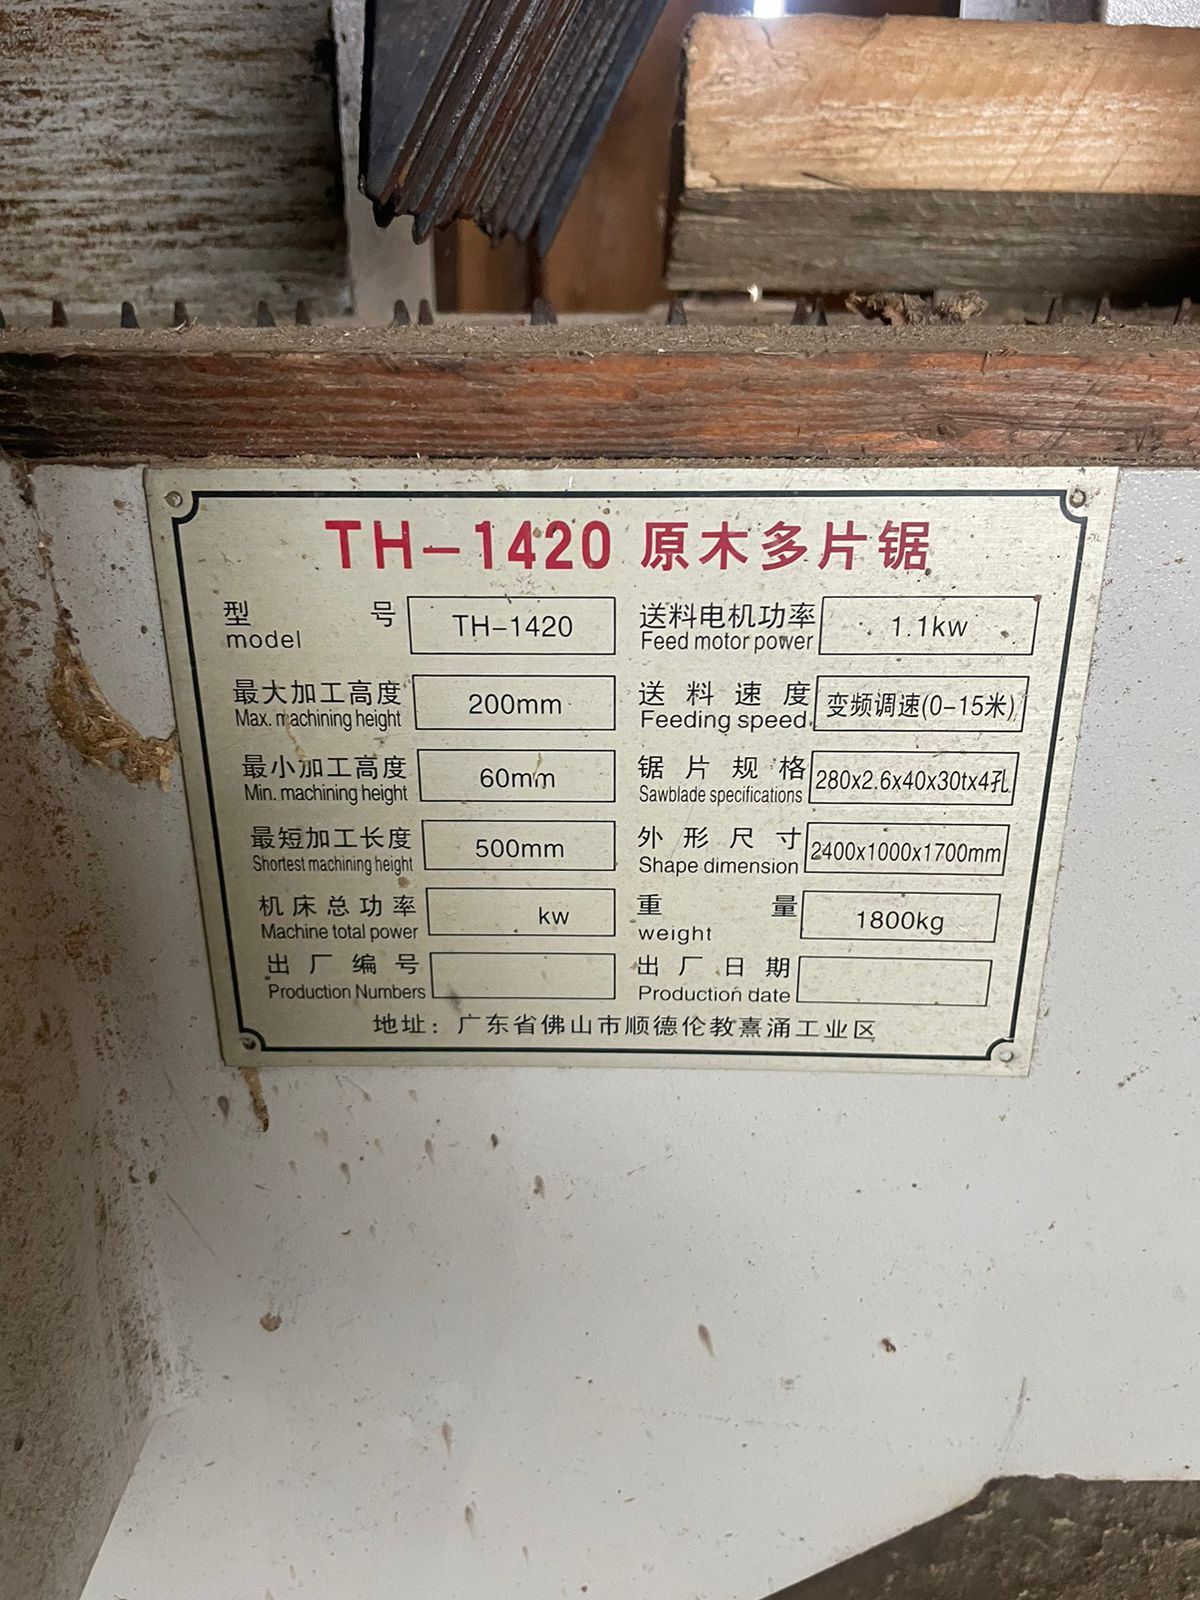 TH-1420 原木多片锯
型 号 TH-1420 送料电机功率 1.1kw
model Feed motor power
最大加工高度 200mm 送料速度 变频调速(0-15米)
Max. machining height Feeding speed
最小加工高度 60mm 锯片规格 280x2.6x40x30tx4孔
Min. machining height Sawblade specifications
最短加工长度 500mm 外形尺寸 2400x1000x1700mm
Shortest machining height Shape dimension
机床总功率 kw 重 量 1800kg
Machine total power weight
出厂编号 出厂日期
Production Numbers Production date
地址：广东省佛山市顺德伦教熹涌工业区